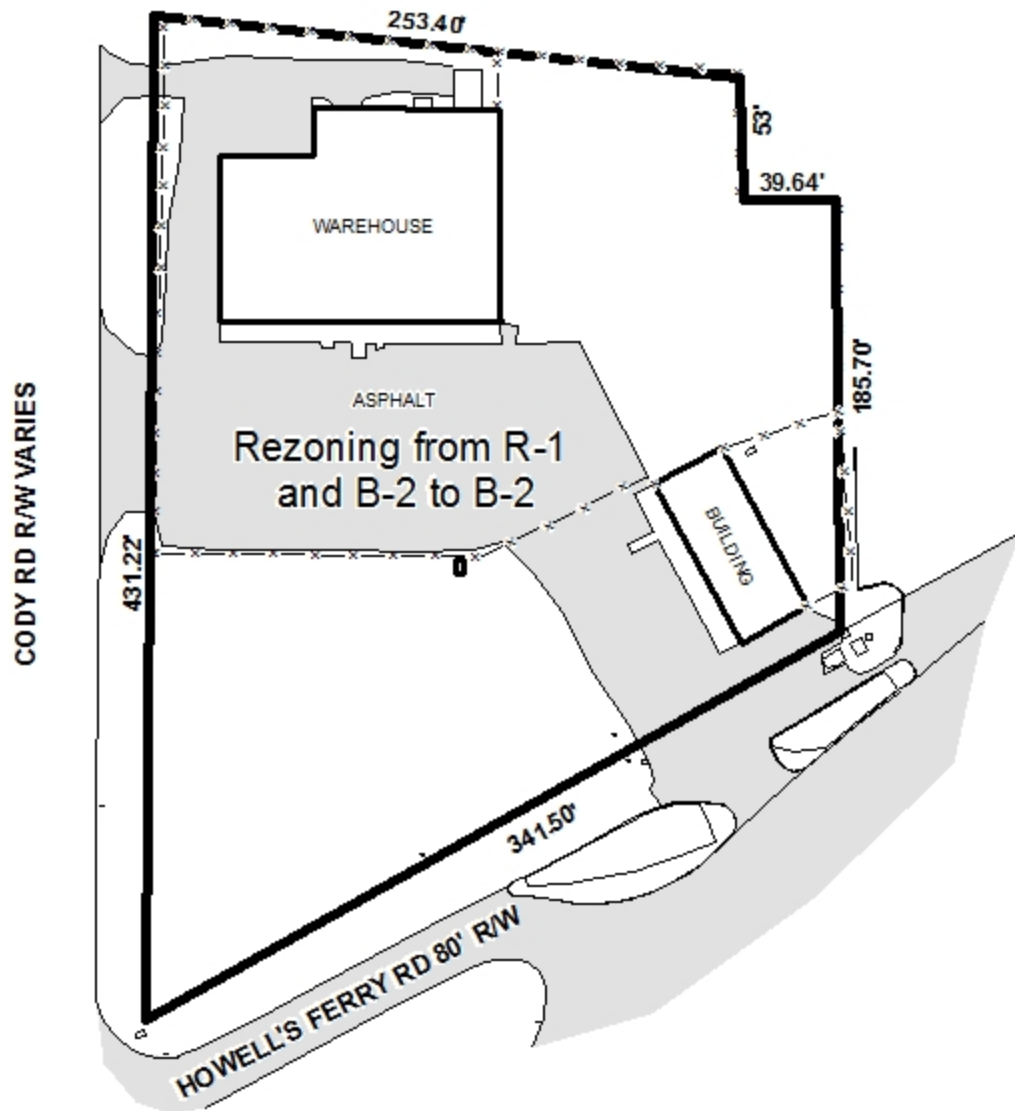 253.40'
53'
39.64'
WAREHOUSE
185.70'
ASPHALT
Rezoning from R-1
and B-2 to B-2
CODY RD R/W VARIES
431.22'
BUILDING
341.50'
HOWELL'S FERRY RD 80' R/W